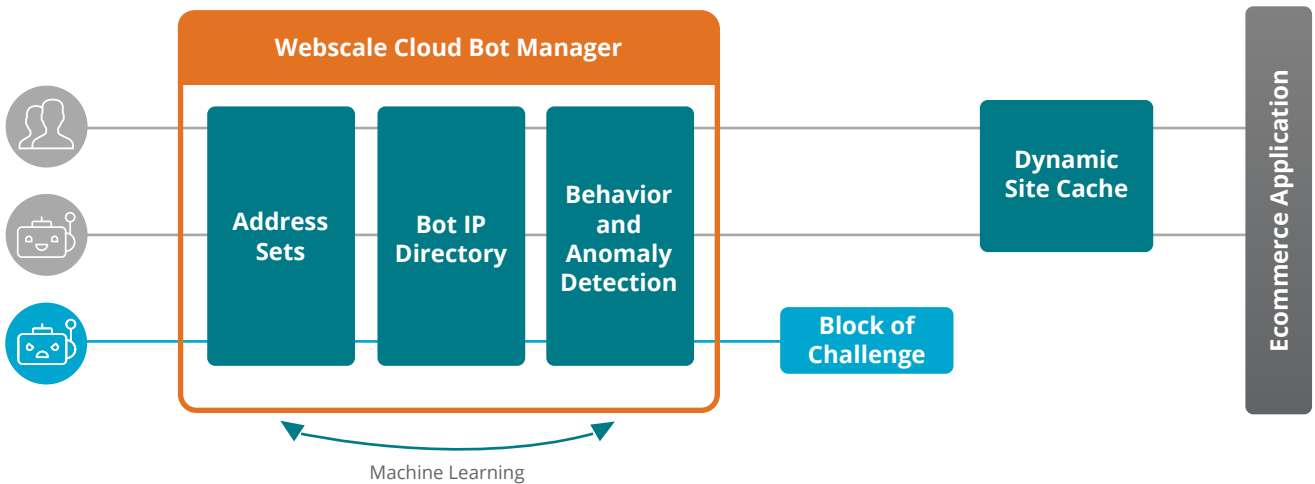 Webscale Cloud Bot Manager
Address
Sets
Bot IP
Directory
Behavior
and
Anomaly
Detection
Block of
Challenge
Dynamic
Site Cache
Ecommerce Application
Machine Learning